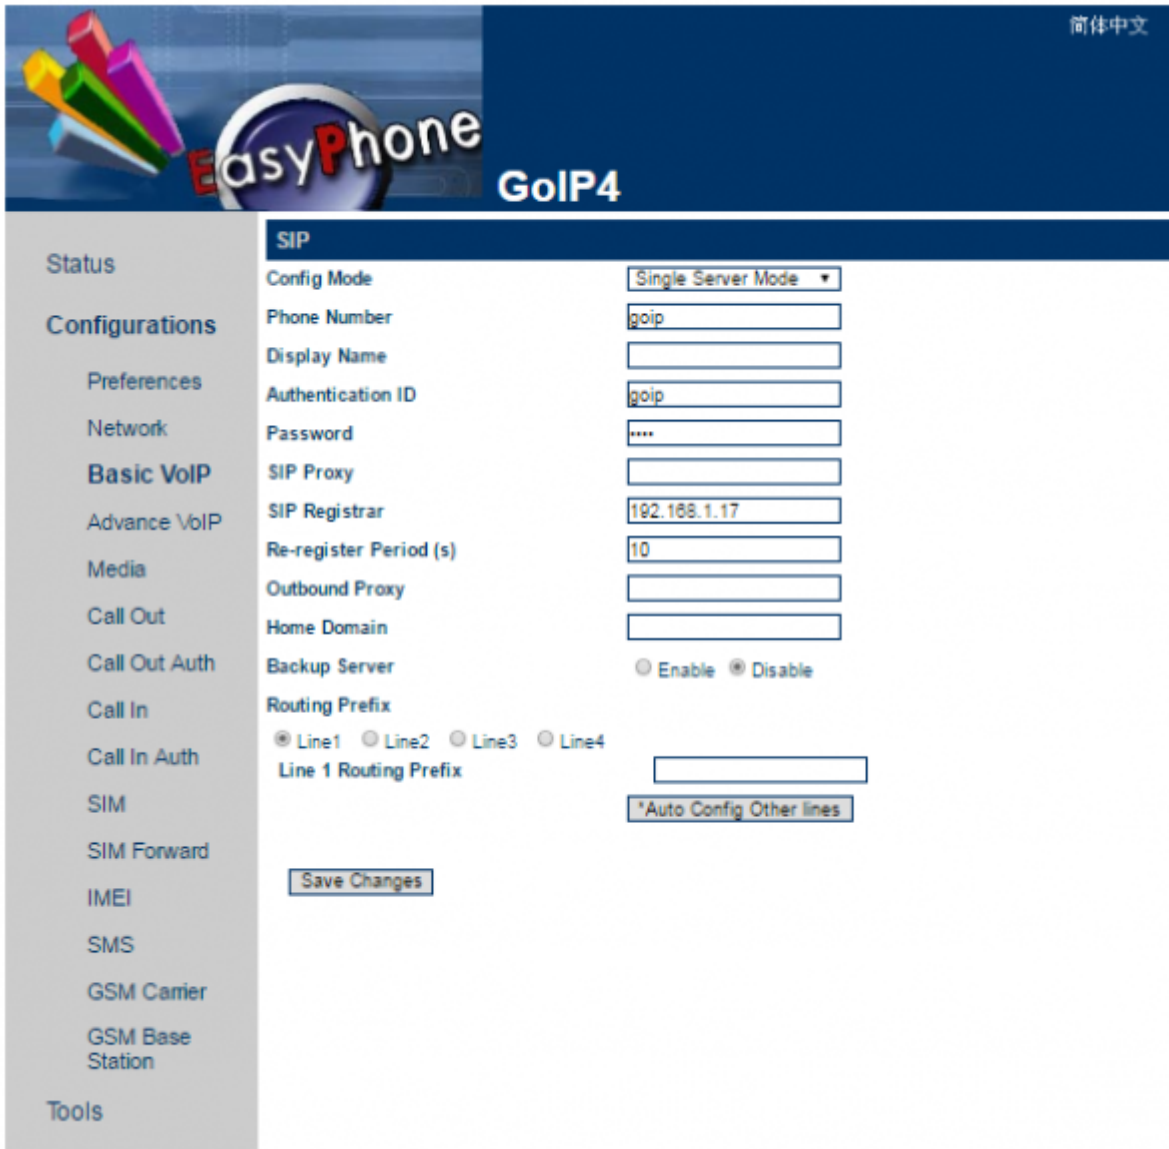 简体中文
EasyPhone
GoIP4
Status
Configurations
Preferences
Network
Basic VoIP
Advance VoIP
Media
Call Out
Call Out Auth
Call In
Call In Auth
SIM
SIM Forward
IMEI
SMS
GSM Carrier
GSM Base
Station
Tools
SIP
Config Mode Single Server Mode
Phone Number goip
Display Name
Authentication ID goip
Password ····
SIP Proxy
SIP Registrar 192.168.1.17
Re-register Period (s) 10
Outbound Proxy
Home Domain
Backup Server Enable Disable
Routing Prefix
Line1 Line2 Line3 Line4
Line 1 Routing Prefix
*Auto Config Other lines
Save Changes